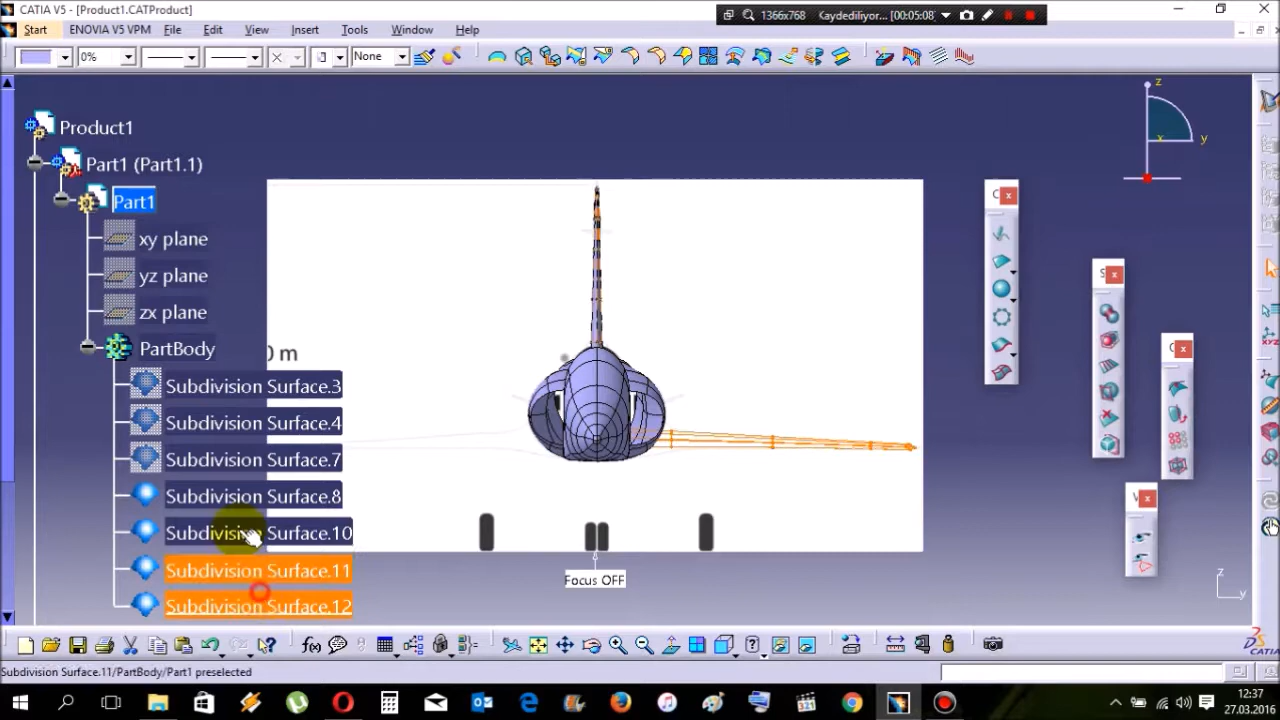 CATIA V5 - [Product1.CATProduct]
1366x768 Kaydediliyor... (00:05:08)
Start ENOVIA V5 VPM File Edit View Insert Tools Window Help
0% None
z
x y
Product1
Part1 (Part1.1)
Part1
xy plane
yz plane
zx plane
PartBody
0 m
Subdivision Surface.3
Subdivision Surface.4
Subdivision Surface.7
Subdivision Surface.8
Subdivision Surface.10
Subdivision Surface.11
Subdivision Surface.12
Focus OFF
C
S
C
V
z
y
CATIA
Subdivision Surface.11/PartBody/Part1 preselected
12:37
27.03.2016